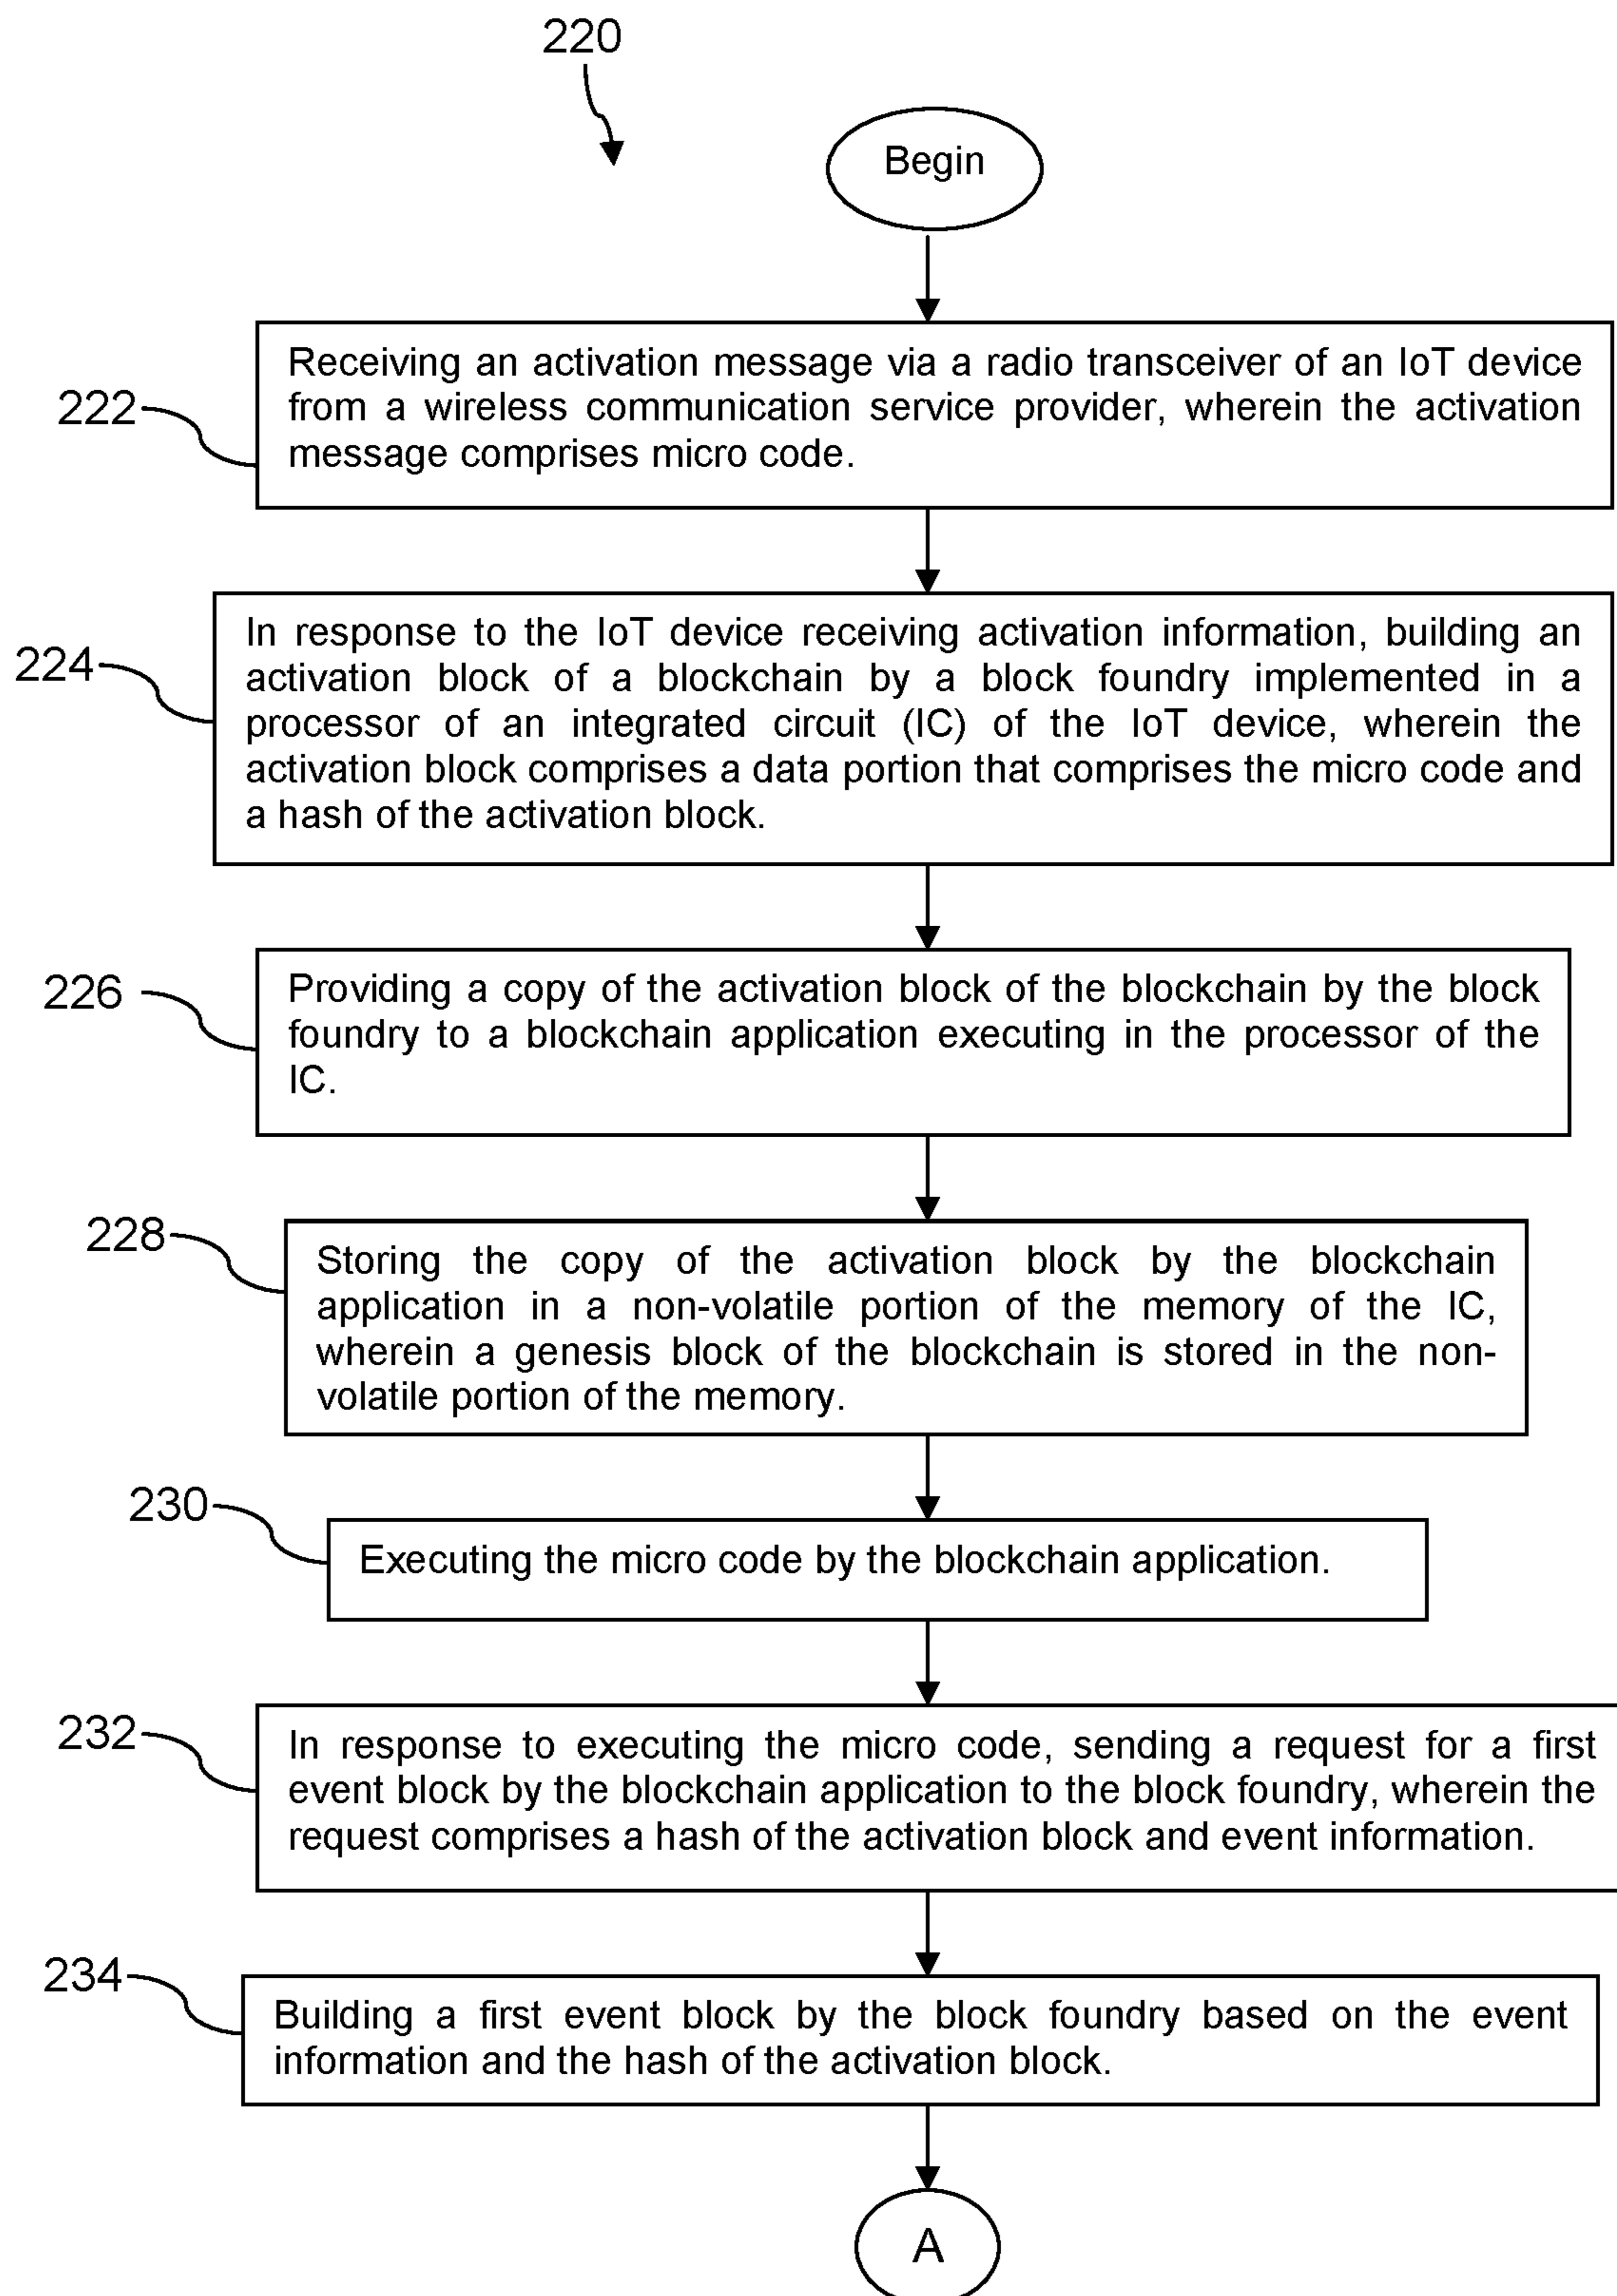 220
Begin
222
Receiving an activation message via a radio transceiver of an IoT device
from a wireless communication service provider, wherein the activation
message comprises micro code.
224
In response to the IoT device receiving activation information, building an
activation block of a blockchain by a block foundry implemented in a
processor of an integrated circuit (IC) of the IoT device, wherein the
activation block comprises a data portion that comprises the micro code and
a hash of the activation block.
226
Providing a copy of the activation block of the blockchain by the block
foundry to a blockchain application executing in the processor of the
IC.
228
Storing the copy of the activation block by the blockchain
application in a non-volatile portion of the memory of the IC,
wherein a genesis block of the blockchain is stored in the non-
volatile portion of the memory.
230
Executing the micro code by the blockchain application.
232
In response to executing the micro code, sending a request for a first
event block by the blockchain application to the block foundry, wherein the
request comprises a hash of the activation block and event information.
234
Building a first event block by the block foundry based on the event
information and the hash of the activation block.
A